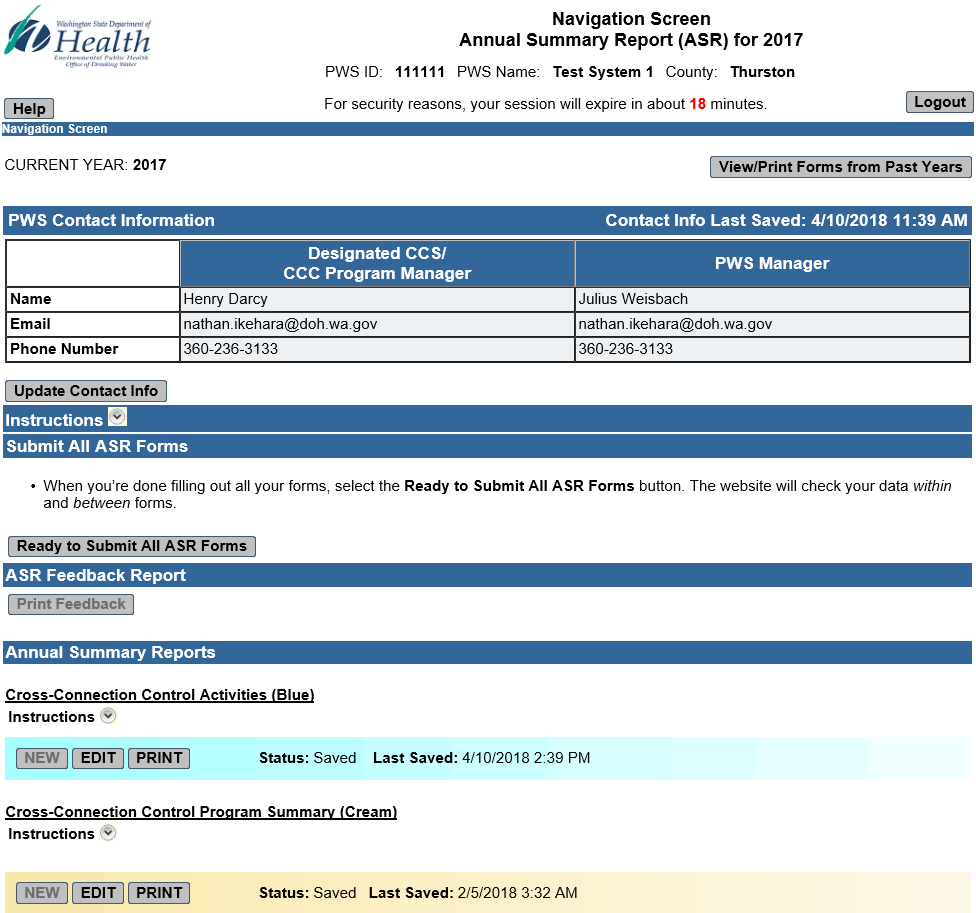 Washington State Department of
Health
Environmental Public Health
Office of Drinking Water
Navigation Screen
Annual Summary Report (ASR) for 2017
PWS ID: 111111 PWS Name: Test System 1 County: Thurston
Help
For security reasons, your session will expire in about 18 minutes.
Logout
Navigation Screen
CURRENT YEAR: 2017
View/Print Forms from Past Years
PWS Contact Information
Contact Info Last Saved: 4/10/2018 11:39 AM
Designated CCS/
CCC Program Manager
PWS Manager
Name Henry Darcy Julius Weisbach
Email nathan.ikehara@doh.wa.gov nathan.ikehara@doh.wa.gov
Phone Number 360-236-3133 360-236-3133
Update Contact Info
Instructions
Submit All ASR Forms
• When you're done filling out all your forms, select the Ready to Submit All ASR Forms button. The website will check your data within
and between forms.
Ready to Submit All ASR Forms
ASR Feedback Report
Print Feedback
Annual Summary Reports
Cross-Connection Control Activities (Blue)
Instructions
NEW EDIT PRINT Status: Saved Last Saved: 4/10/2018 2:39 PM
Cross-Connection Control Program Summary (Cream)
Instructions
NEW EDIT PRINT Status: Saved Last Saved: 2/5/2018 3:32 AM